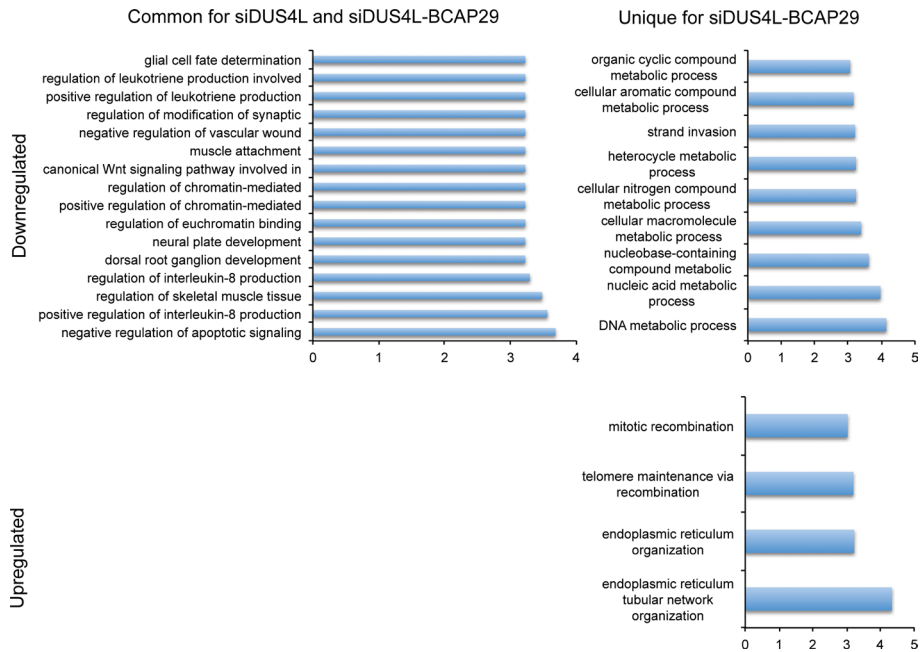 Common for siDUS4L and siDUS4L-BCAP29
Unique for siDUS4L-BCAP29
Downregulated
glial cell fate determination
regulation of leukotriene production involved
positive regulation of leukotriene production
regulation of modification of synaptic
negative regulation of vascular wound
muscle attachment
canonical Wnt signaling pathway involved in
regulation of chromatin-mediated
positive regulation of chromatin-mediated
regulation of euchromatin binding
neural plate development
dorsal root ganglion development
regulation of interleukin-8 production
regulation of skeletal muscle tissue
positive regulation of interleukin-8 production
negative regulation of apoptotic signaling
0 1 2 3 4
organic cyclic compound
metabolic process
cellular aromatic compound
metabolic process
strand invasion
heterocycle metabolic
process
cellular nitrogen compound
metabolic process
cellular macromolecule
metabolic process
nucleobase-containing
compound metabolic
nucleic acid metabolic
process
DNA metabolic process
0 1 2 3 4 5
Upregulated
mitotic recombination
telomere maintenance via
recombination
endoplasmic reticulum
organization
endoplasmic reticulum
tubular network
organization
0 1 2 3 4 5